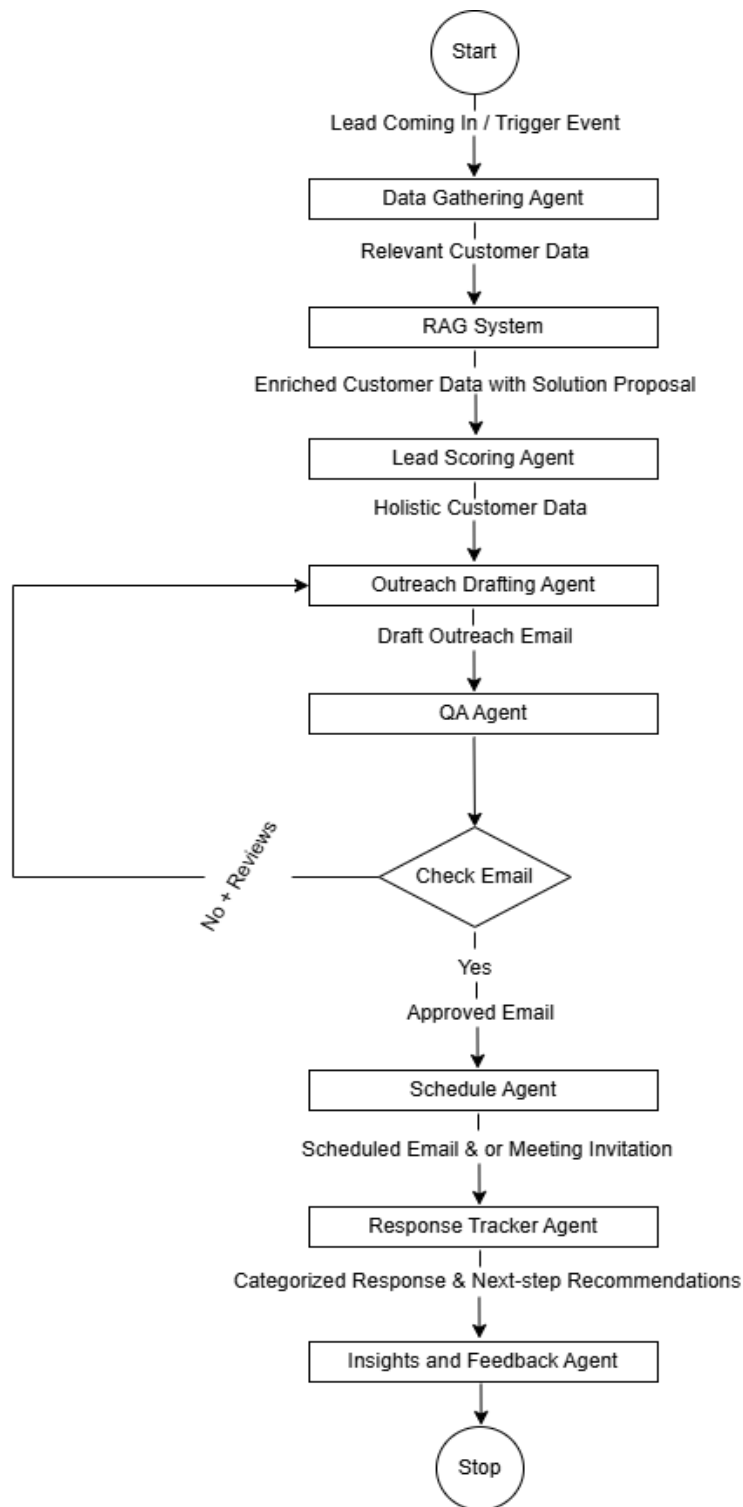 Start
Lead Coming In / Trigger Event
Data Gathering Agent
Relevant Customer Data
RAG System
Enriched Customer Data with Solution Proposal
Lead Scoring Agent
Holistic Customer Data
Outreach Drafting Agent
Draft Outreach Email
QA Agent
No + Reviews
Check Email
Yes
Approved Email
Schedule Agent
Scheduled Email & or Meeting Invitation
Response Tracker Agent
Categorized Response & Next-step Recommendations
Insights and Feedback Agent
Stop